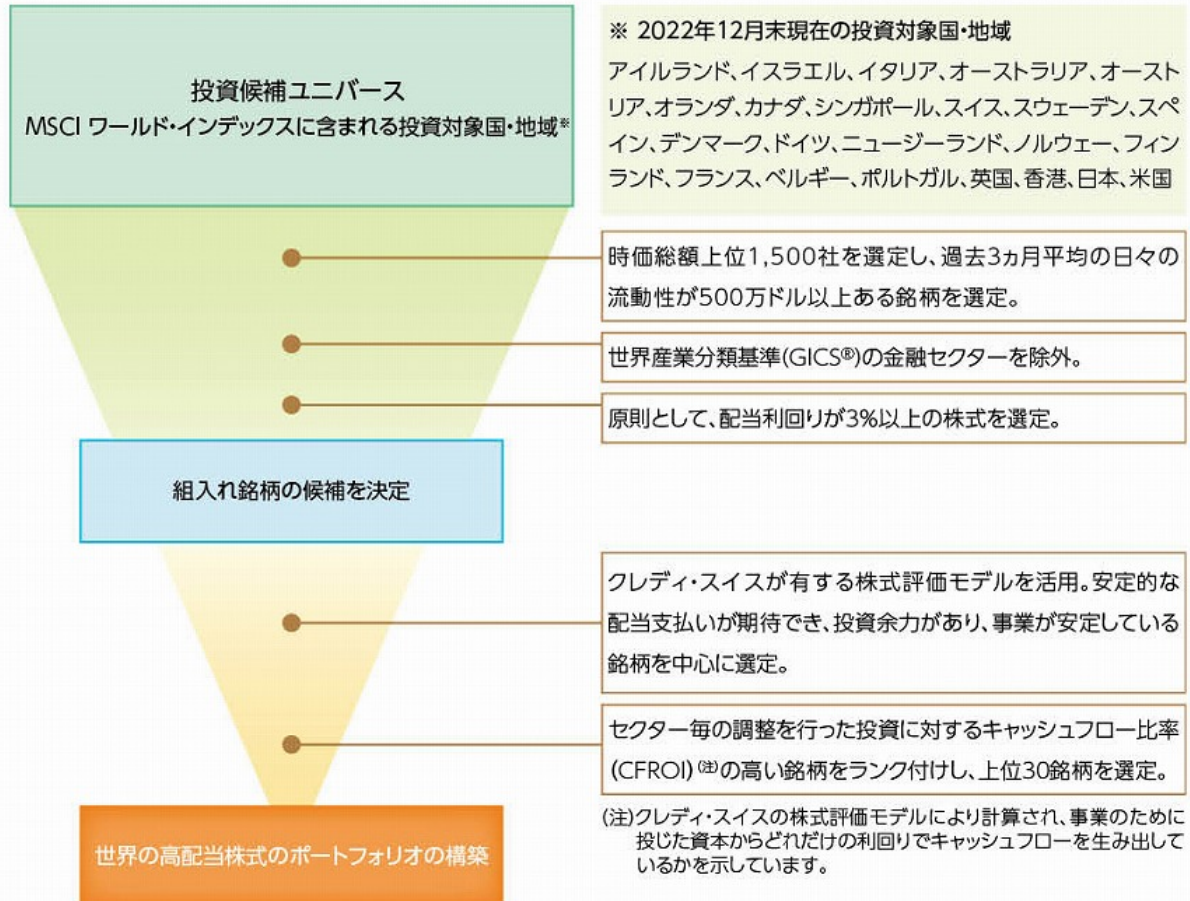 投資候補ユニバース
MSCI ワールド・インデックスに含まれる投資対象国・地域※
※ 2022年12月末現在の投資対象国・地域
アイルランド、イスラエル、イタリア、オーストラリア、オースト
リア、オランダ、カナダ、シンガポール、スイス、スウェーデン、スペ
イン、デンマーク、ドイツ、ニュージーランド、ノルウェー、フィン
ランド、フランス、ベルギー、ポルトガル、英国、香港、日本、米国
時価総額上位1,500社を選定し、過去3ヵ月平均の日々の
流動性が500万ドル以上ある銘柄を選定。
世界産業分類基準(GICS®)の金融セクターを除外。
原則として、配当利回りが3%以上の株式を選定。
組入れ銘柄の候補を決定
クレディ・スイスが有する株式評価モデルを活用。安定的な
配当支払いが期待でき、投資余力があり、事業が安定している
銘柄を中心に選定。
セクター毎の調整を行った投資に対するキャッシュフロー比率
(CFROI)(注)の高い銘柄をランク付けし、上位30銘柄を選定。
(注)クレディ・スイスの株式評価モデルにより計算され、事業のために
投じた資本からどれだけの利回りでキャッシュフローを生み出して
いるかを示しています。
世界の高配当株式のポートフォリオの構築